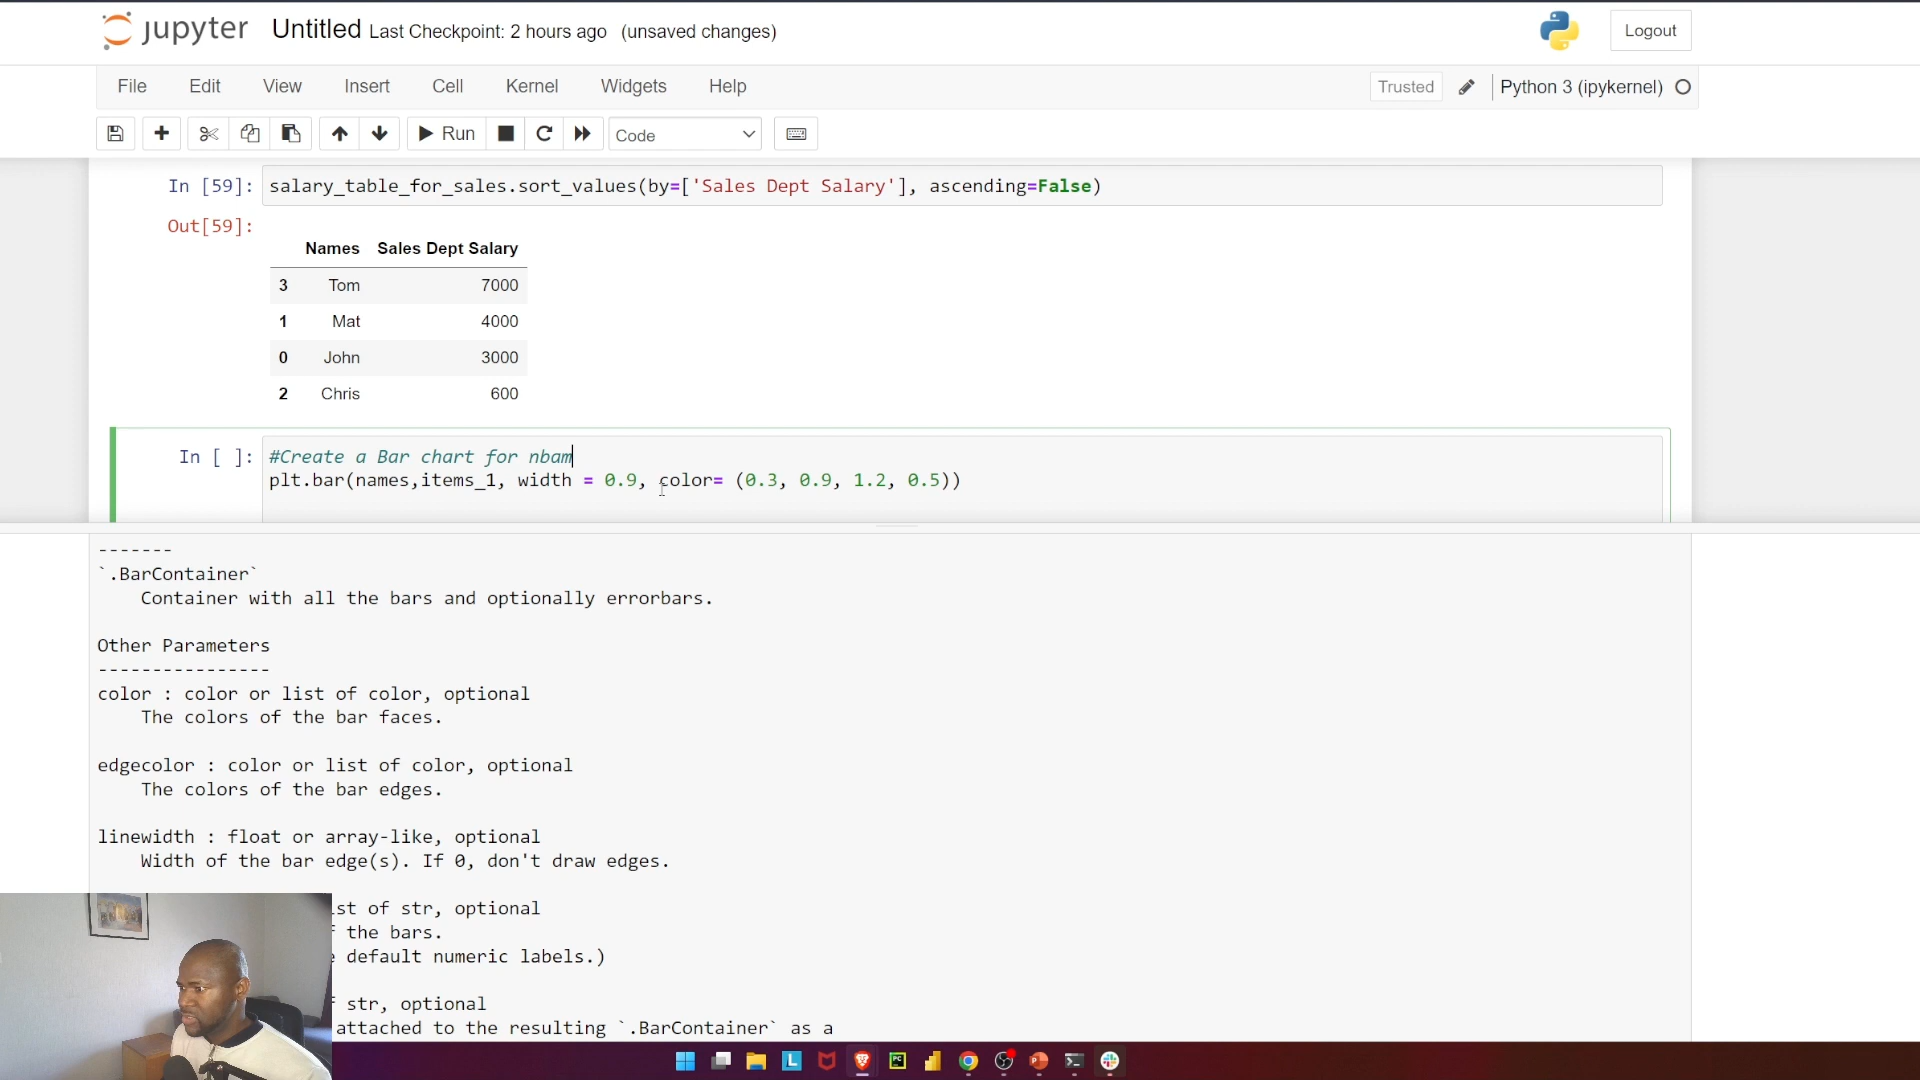 jupyter Untitled Last Checkpoint: 2 hours ago (unsaved changes)
Logout
File Edit View Insert Cell Kernel Widgets Help
Trusted Python 3 (ipykernel)
Run Code
In [59]: salary_table_for_sales.sort_values(by=['Sales Dept Salary'], ascending=False)
Out[59]:
Names Sales Dept Salary
3 Tom 7000
1 Mat 4000
0 John 3000
2 Chris 600
In [ ]: #Create a Bar chart for nbam
plt.bar(names,items_1, width = 0.9, color= (0.3, 0.9, 1.2, 0.5))
-------
`.BarContainer`
Container with all the bars and optionally errorbars.
Other Parameters
----------------
color : color or list of color, optional
The colors of the bar faces.
edgecolor : color or list of color, optional
The colors of the bar edges.
linewidth : float or array-like, optional
Width of the bar edge(s). If 0, don't draw edges.
of str, optional
the bars.
default numeric labels.)
str, optional
attached to the resulting `.BarContainer` as a